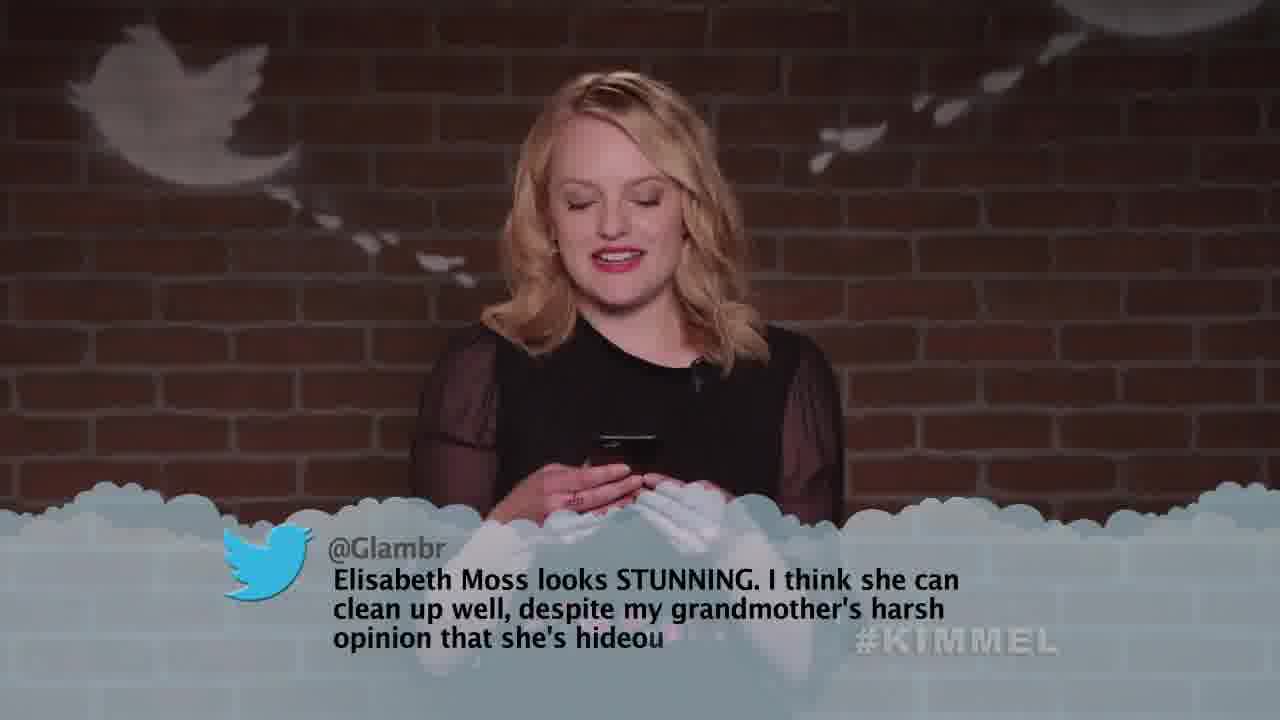 @Glambr
Elisabeth Moss looks STUNNING. I think she can
clean up well, despite my grandmother's harsh
opinion that she's hideou
#KIMMEL